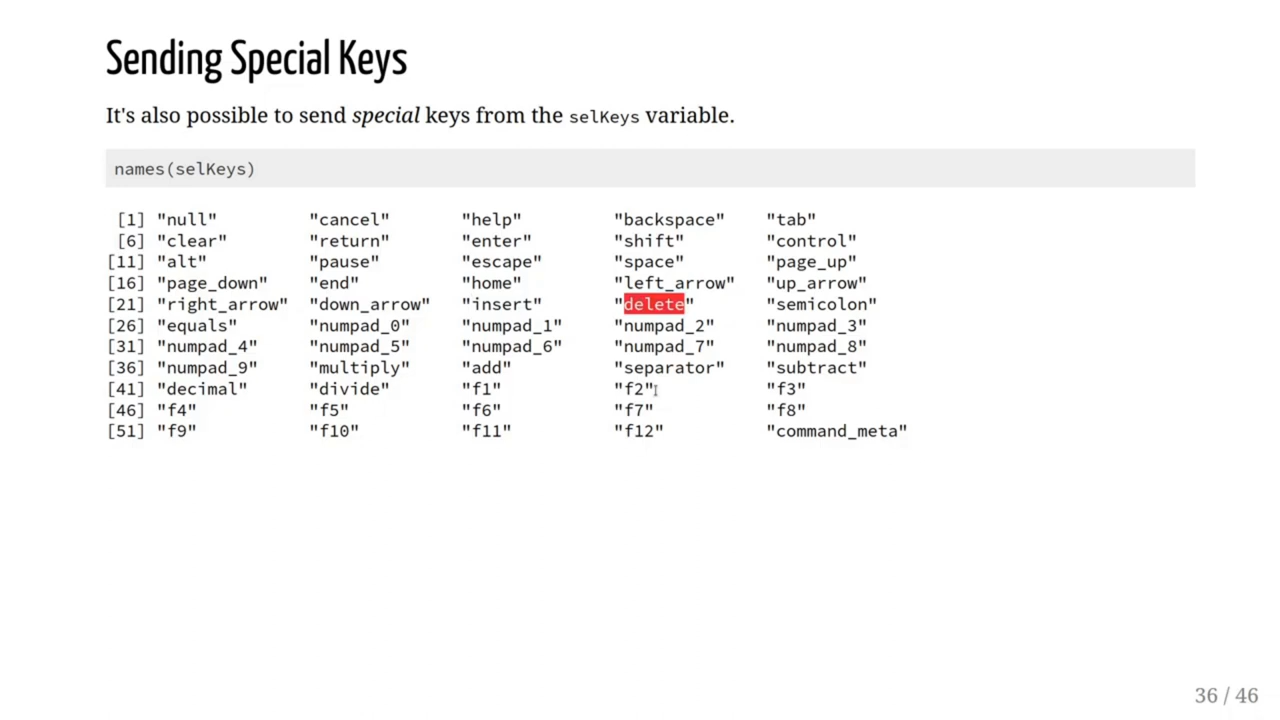 Sending Special Keys
It's also possible to send special keys from the selKeys variable.
names(selKeys)
[1] "null" "cancel" "help" "backspace" "tab"
[6] "clear" "return" "enter" "shift" "control"
[11] "alt" "pause" "escape" "space" "page_up"
[16] "page_down" "end" "home" "left_arrow" "up_arrow"
[21] "right_arrow" "down_arrow" "insert" "delete" "semicolon"
[26] "equals" "numpad_0" "numpad_1" "numpad_2" "numpad_3"
[31] "numpad_4" "numpad_5" "numpad_6" "numpad_7" "numpad_8"
[36] "numpad_9" "multiply" "add" "separator" "subtract"
[41] "decimal" "divide" "f1" "f2" "f3"
[46] "f4" "f5" "f6" "f7" "f8"
[51] "f9" "f10" "f11" "f12" "command_meta"
36 / 46